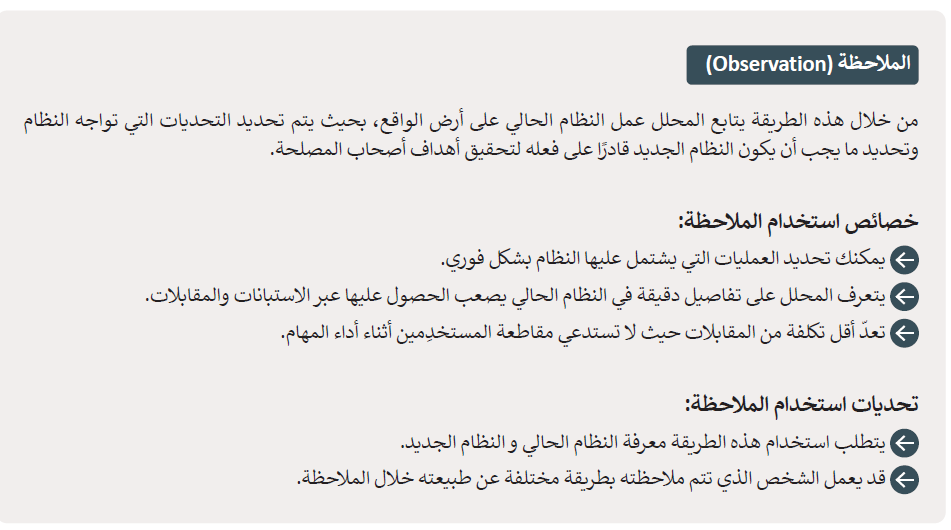 الملاحظة (Observation)
من خلال هذه الطريقة يتابع المحلل عمل النظام الحالي على أرض الواقع، بحيث يتم تحديد التحديات التي تواجه النظام
وتحديد ما يجب أن يكون النظام الجديد قادرًا على فعله لتحقيق أهداف أصحاب المصلحة.
خصائص استخدام الملاحظة:
يمكنك تحديد العمليات التي يشتمل عليها النظام بشكل فوري.
يتعرف المحلل على تفاصيل دقيقة في النظام الحالي يصعب الحصول عليها عبر الاستبانات والمقابلات.
تعدّ أقل تكلفة من المقابلات حيث لا تستدعي مقاطعة المستخدِمين أثناء أداء المهام.
تحديات استخدام الملاحظة:
يتطلب استخدام هذه الطريقة معرفة النظام الحالي و النظام الجديد.
قد يعمل الشخص الذي تتم ملاحظته بطريقة مختلفة عن طبيعته خلال الملاحظة.